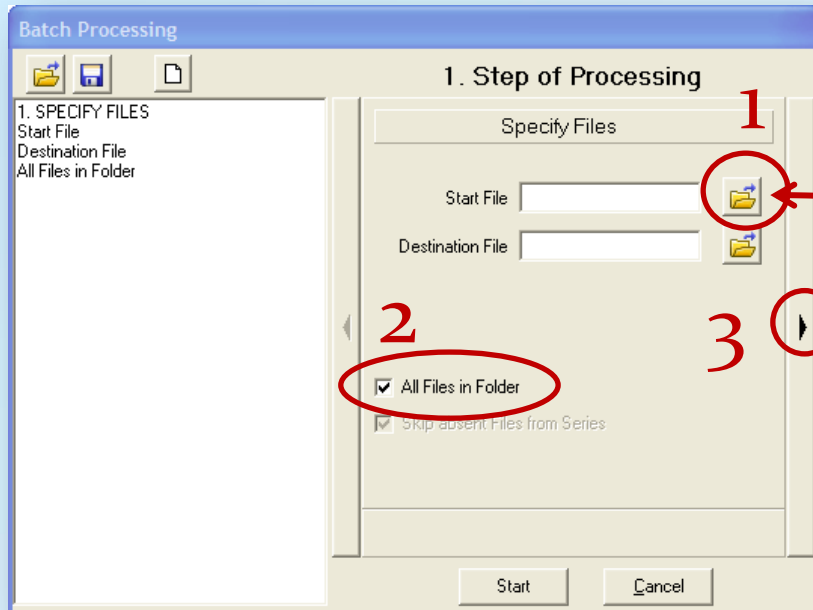 Batch Processing
1. Step of Processing
1. SPECIFY FILES
Start File
Destination File
All Files in Folder
Specify Files
1
Start File
Destination File
2
3
All Files in Folder
Skip absent Files from Series
Start
Cancel